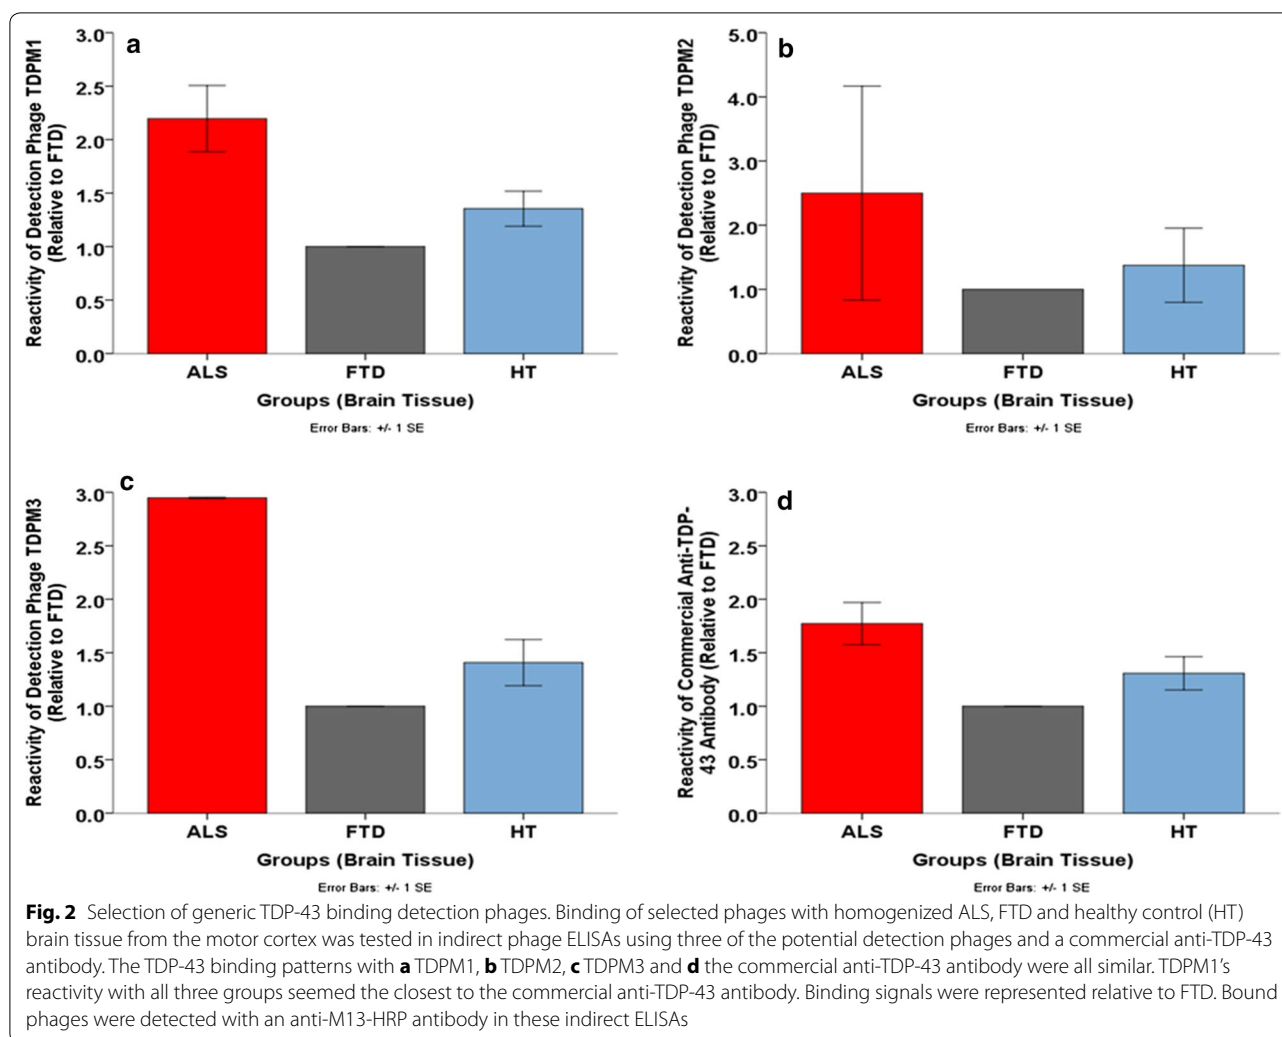 a
Reactivity of Detection Phage TDPM1
(Relative to FTD)
3.0
2.5
2.0
1.5
1.0
0.5
0.0
ALS FTD HT
Groups (Brain Tissue)
Error Bars: +/- 1 SE
b
Reactivity of Detection Phage TDPM2
(Relative to FTD)
5.0
4.0
3.0
2.0
1.0
0.0
ALS FTD HT
Groups (Brain Tissue)
Error Bars: +/- 1 SE
c
Reactivity of Detection Phage TDPM3
(Relative to FTD)
3.0
2.5
2.0
1.5
1.0
0.5
0.0
ALS FTD HT
Groups (Brain Tissue)
Error Bars: +/- 1 SE
d
Reactivity of Commercial Anti-TDP-
43 Antibody (Relative to FTD)
3.0
2.5
2.0
1.5
1.0
0.5
0.0
ALS FTD HT
Groups (Brain Tissue)
Error Bars: +/- 1 SE
Fig. 2 Selection of generic TDP-43 binding detection phages. Binding of selected phages with homogenized ALS, FTD and healthy control (HT)
brain tissue from the motor cortex was tested in indirect phage ELISAs using three of the potential detection phages and a commercial anti-TDP-43
antibody. The TDP-43 binding patterns with a TDPM1, b TDPM2, c TDPM3 and d the commercial anti-TDP-43 antibody were all similar. TDPM1's
reactivity with all three groups seemed the closest to the commercial anti-TDP-43 antibody. Binding signals were represented relative to FTD. Bound
phages were detected with an anti-M13-HRP antibody in these indirect ELISAs